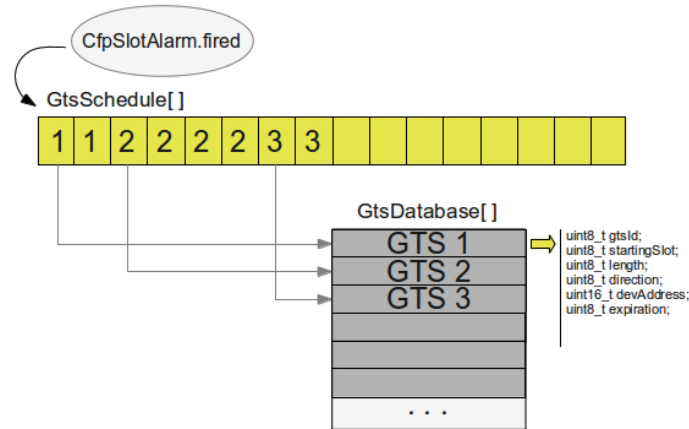 CfpSlotAlarm.fired
GtsSchedule[ ]
1 1 2 2 2 2 3 3
GtsDatabase[ ]
GTS 1
GTS 2
GTS 3
. . .
uint8_t gtsId;
uint8_t startingSlot;
uint8_t length;
uint8_t direction;
uint16_t devAddress;
uint8_t expiration;